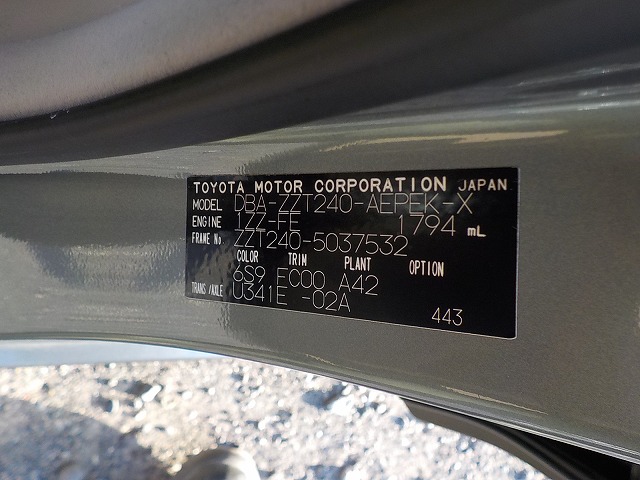 TOYOTA MOTOR CORPORATION JAPAN
MODEL DBA-ZZT240-AEPEK-X
ENGINE 1ZZ-FE 1794 mL
FRAME No ZZT240-5037532
COLOR TRIM PLANT OPTION
6S9 FC00 A42
TRANS/AXLE U341E -02A
443